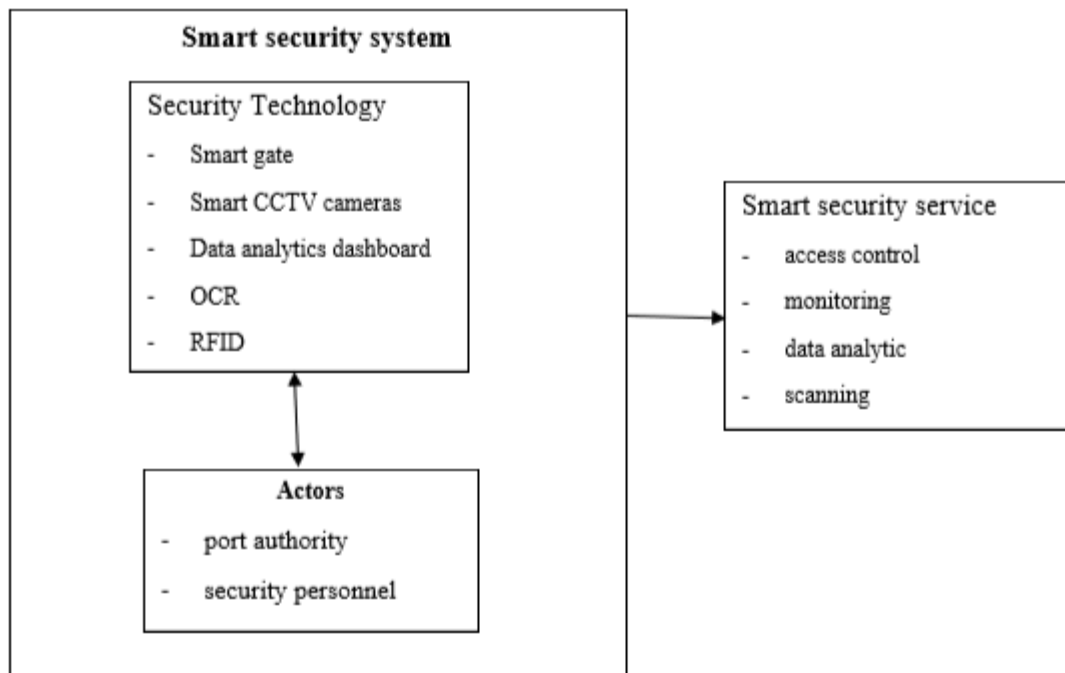 Smart security system
Security Technology
- Smart gate
- Smart CCTV cameras
- Data analytics dashboard
- OCR
- RFID
Actors
- port authority
- security personnel
Smart security service
- access control
- monitoring
- data analytic
- scanning